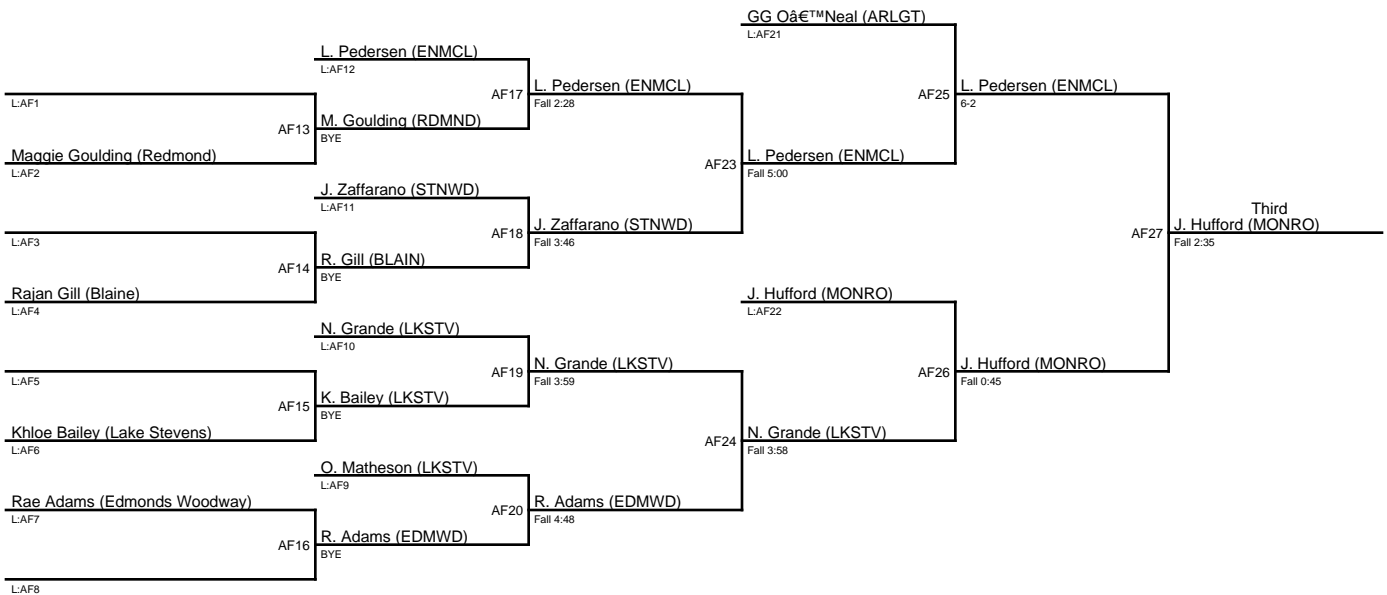 GG Oâ€™Neal (ARLGT)
L:AF21
L. Pedersen (ENMCL)
L:AF12
AF17
L. Pedersen (ENMCL)
Fall 2:28
AF25
L. Pedersen (ENMCL)
6-2
L:AF1
AF13
M. Goulding (RDMND)
BYE
Maggie Goulding (Redmond)
L:AF2
AF23
L. Pedersen (ENMCL)
Fall 5:00
J. Zaffarano (STNWD)
L:AF11
AF18
J. Zaffarano (STNWD)
Fall 3:46
Third
AF27
J. Hufford (MONRO)
Fall 2:35
L:AF3
AF14
R. Gill (BLAIN)
BYE
Rajan Gill (Blaine)
L:AF4
J. Hufford (MONRO)
L:AF22
N. Grande (LKSTV)
L:AF10
AF19
N. Grande (LKSTV)
Fall 3:59
AF26
J. Hufford (MONRO)
Fall 0:45
L:AF5
AF15
K. Bailey (LKSTV)
BYE
Khloe Bailey (Lake Stevens)
L:AF6
AF24
N. Grande (LKSTV)
Fall 3:58
O. Matheson (LKSTV)
L:AF9
Rae Adams (Edmonds Woodway)
L:AF7
AF20
R. Adams (EDMWD)
Fall 4:48
AF16
R. Adams (EDMWD)
BYE
L:AF8